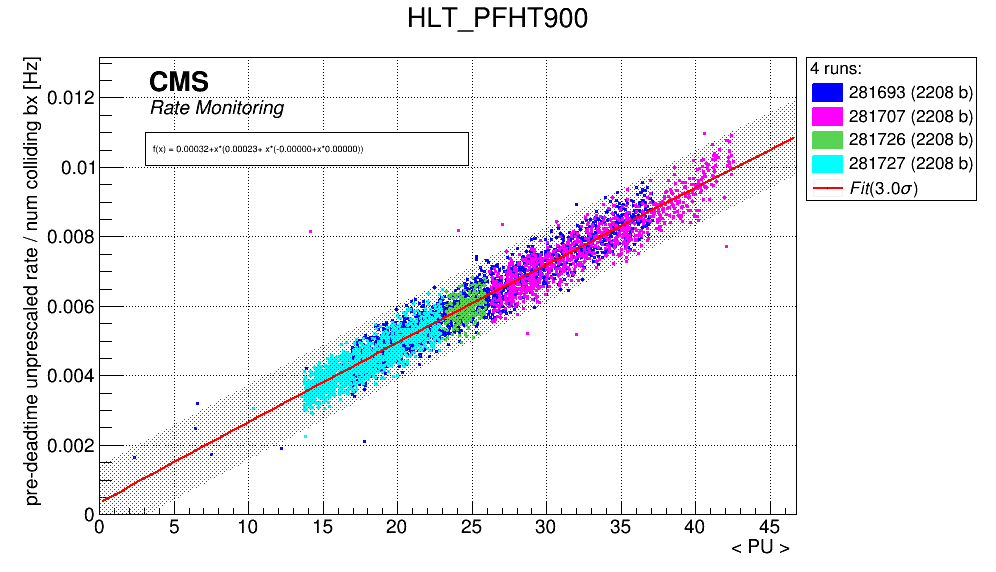 HLT_PFHT900
pre-deadtime unprescaled rate / num colliding bx [Hz]
CMS
Rate Monitoring
f(x) = 0.00032+x*(0.00023+ x*(-0.00000+x*0.00000))
0.012
0.01
0.008
0.006
0.004
0.002
0
0 5 10 15 20 25 30 35 40 45
< PU >
4 runs:
281693 (2208 b)
281707 (2208 b)
281726 (2208 b)
281727 (2208 b)
Fit(3.0σ)